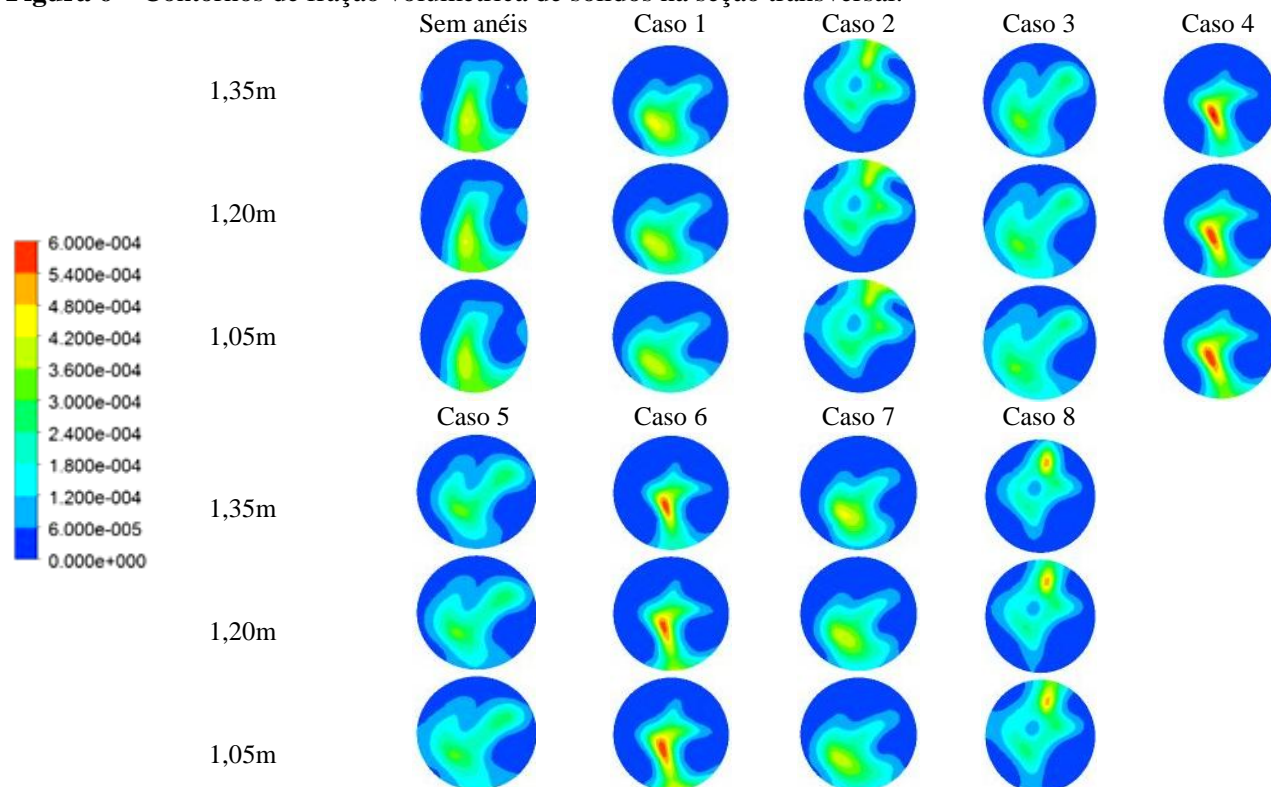 Figura 6 – Contornos de fração volumétrica de sólidos na seção transversal.
Sem anéis Caso 1 Caso 2 Caso 3 Caso 4
1,35m
1,20m
1,05m
6.000e-004
5.400e-004
4.800e-004
4.200e-004
3.600e-004
3.000e-004
2.400e-004
1.800e-004
1.200e-004
6.000e-005
0.000e+000
Caso 5 Caso 6 Caso 7 Caso 8
1,35m
1,20m
1,05m